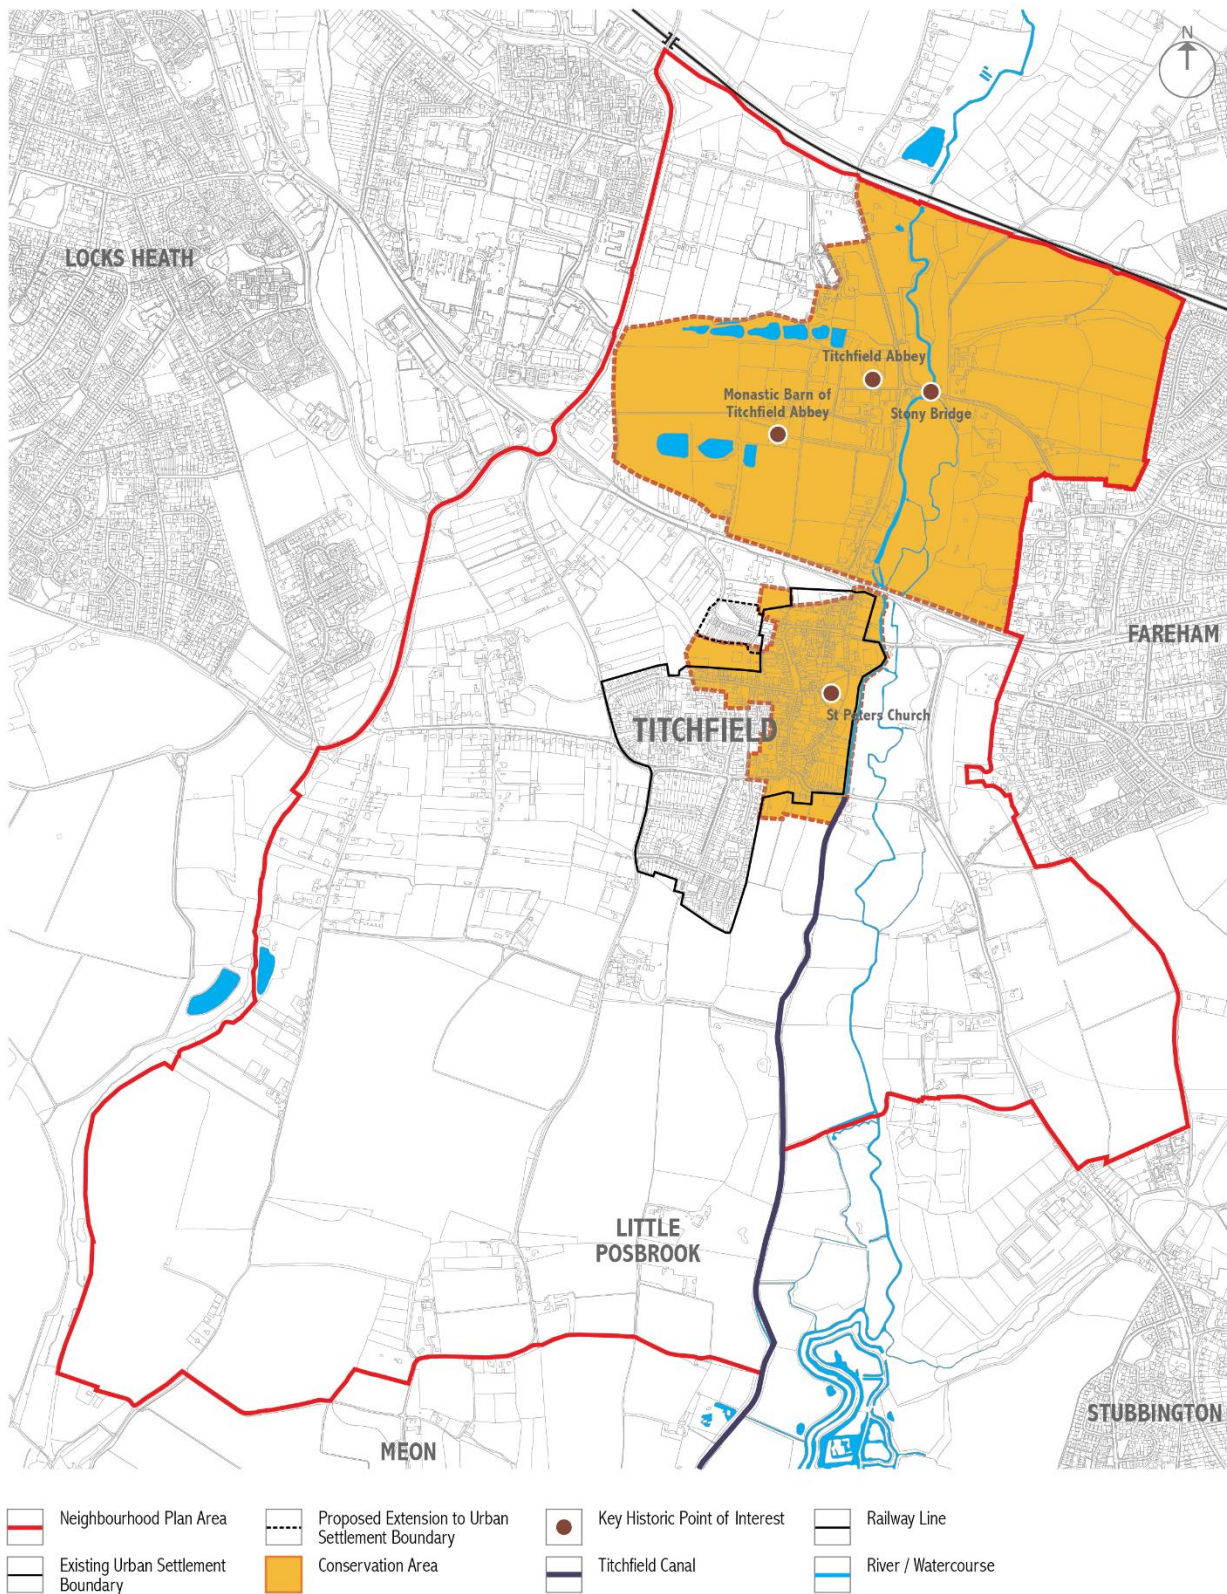 N
LOCKS HEATH
Titchfield Abbey
Monastic Barn of
Titchfield Abbey
Stony Bridge
FAREHAM
St Peters Church
TITCHFIELD
LITTLE
POSBROOK
STUBBINGTON
MEON
Neighbourhood Plan Area
Proposed Extension to Urban
Settlement Boundary
Key Historic Point of Interest
Railway Line
Existing Urban Settlement
Boundary
Conservation Area
Titchfield Canal
River / Watercourse